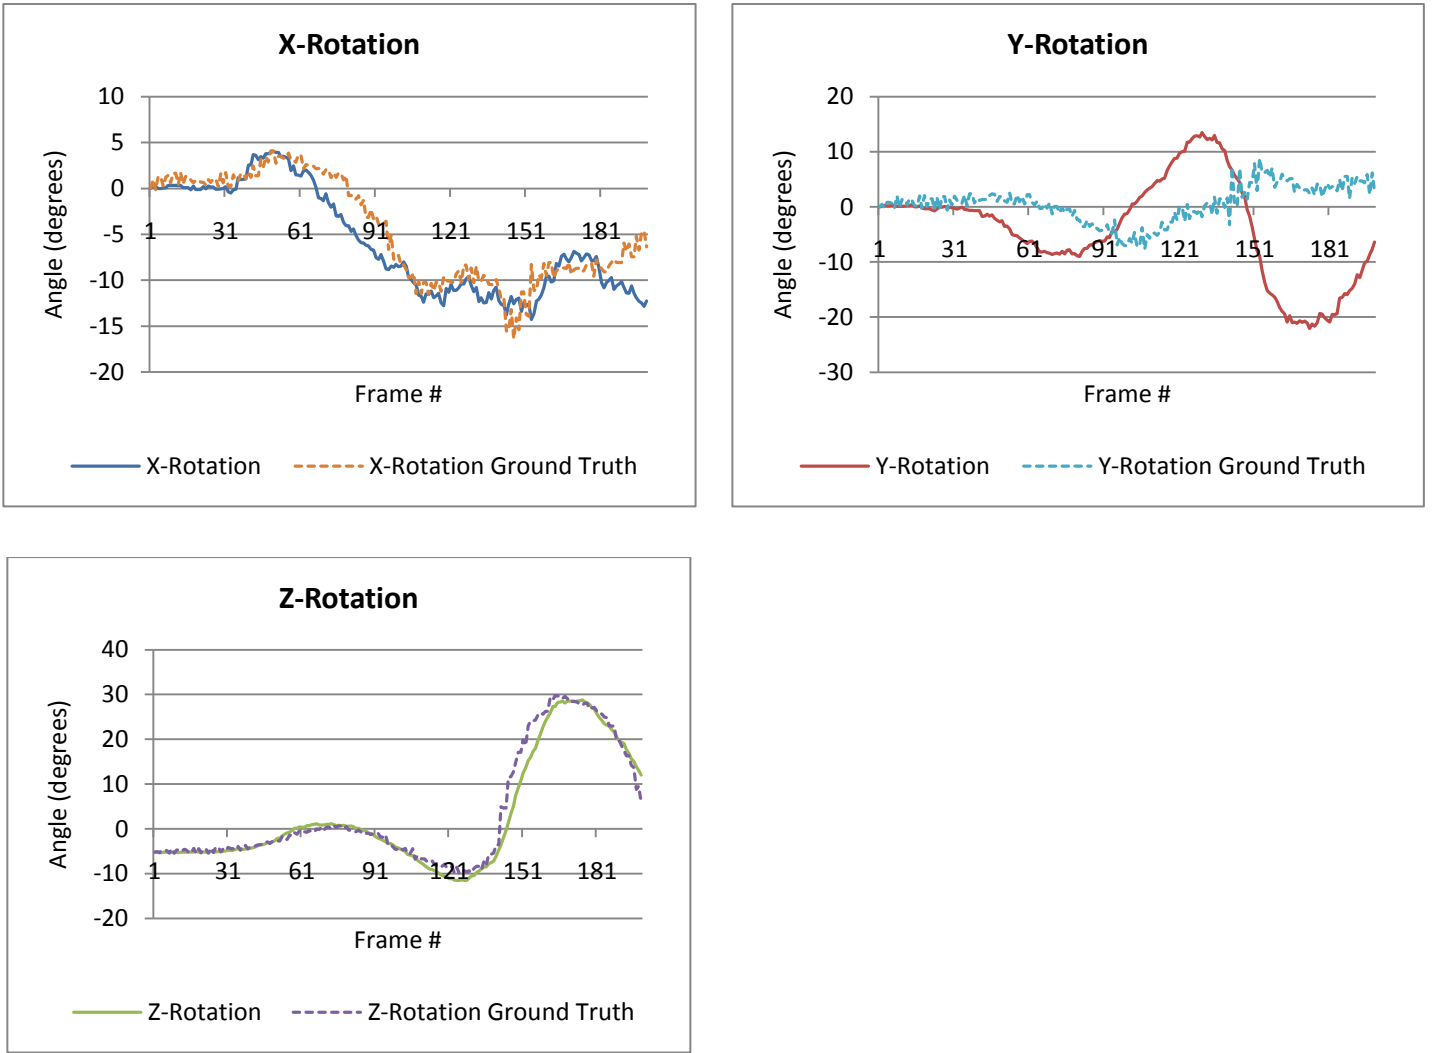 X-Rotation
10
5
0
-5
-10
-15
-20
Angle (degrees)
1 31 61 91 121 151 181
Frame #
X-Rotation X-Rotation Ground Truth
Y-Rotation
20
10
0
-10
-20
-30
Angle (degrees)
1 31 61 91 121 151 181
Frame #
Y-Rotation Y-Rotation Ground Truth
Z-Rotation
40
30
20
10
0
-10
-20
Angle (degrees)
1 31 61 91 121 151 181
Frame #
Z-Rotation Z-Rotation Ground Truth